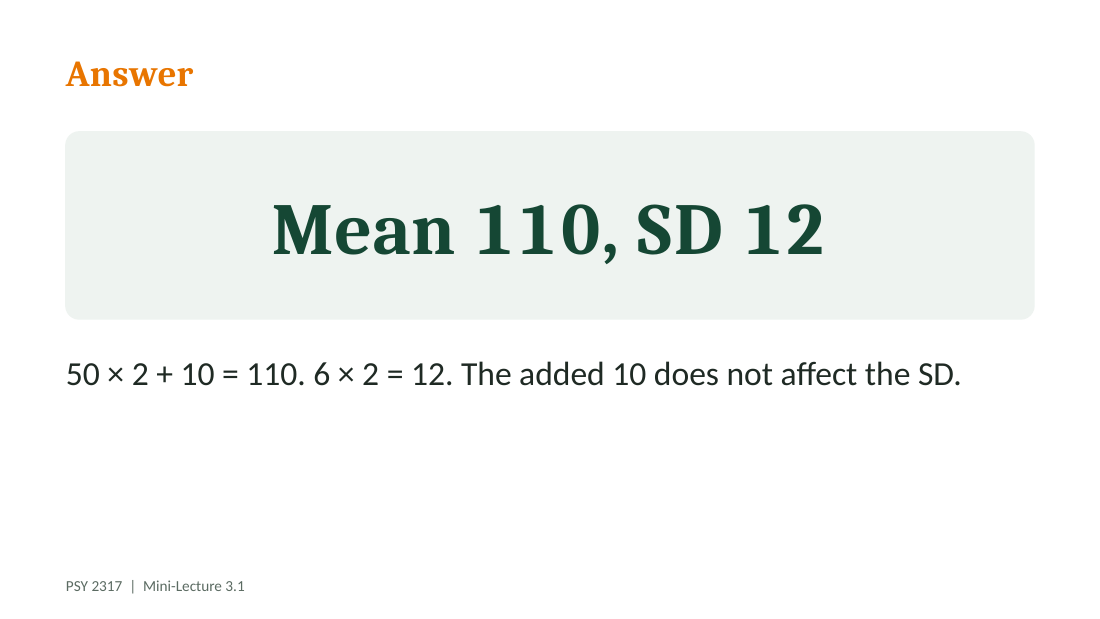 Answer
Mean 110, SD 12
50 × 2 + 10 = 110. 6 × 2 = 12. The added 10 does not affect the SD.
PSY 2317 | Mini-Lecture 3.1